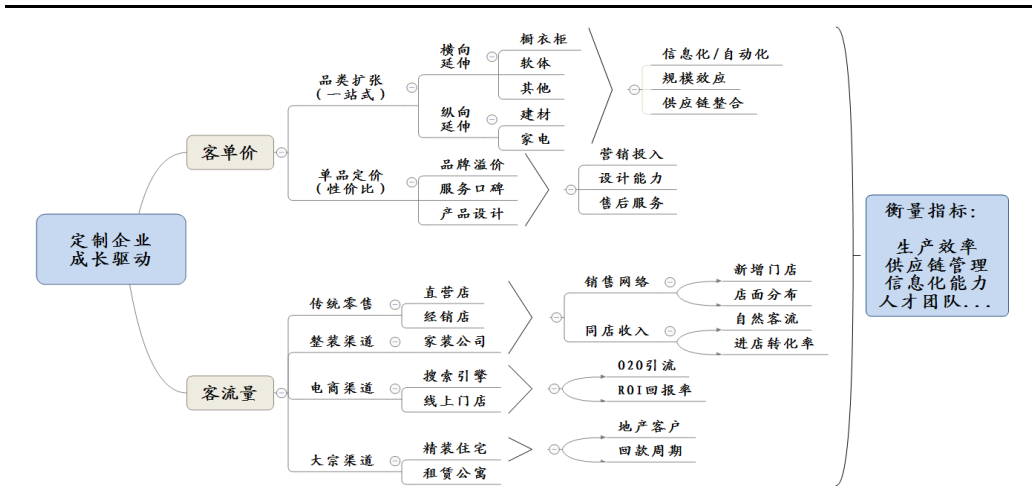 定制企业
成长驱动
客单价
品类扩张
(一站式)
横向
延伸
橱衣柜
软体
其他
纵向
延伸
建材
家电
信息化/自动化
规模效应
供应链整合
单品定价
(性价比)
品牌溢价
服务口碑
产品设计
营销投入
设计能力
售后服务
客流量
传统零售
直营店
经销店
整装渠道
家装公司
销售网络
新增门店
店面分布
同店收入
自然客流
进店转化率
电商渠道
搜索引擎
线上门店
O2O引流
ROI回报率
大宗渠道
精装住宅
租赁公寓
地产客户
回款周期
衡量指标:
生产效率
供应链管理
信息化能力
人才团队...